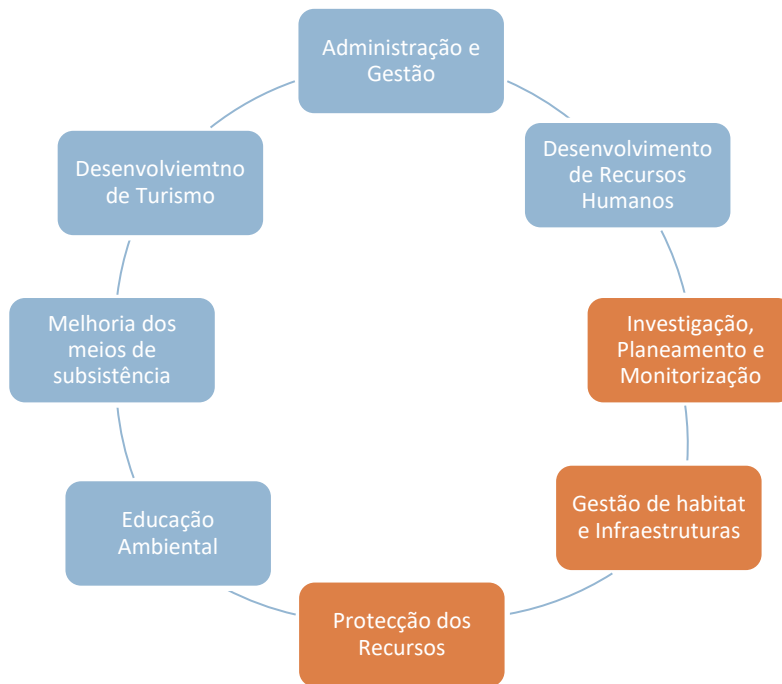 Administração e
Gestão
Desenvolvimento
de Recursos
Humanos
Investigação,
Planeamento e
Monitorização
Gestão de habitat
e Infraestruturas
Protecção dos
Recursos
Educação
Ambiental
Melhoria dos
meios de
subsistência
Desenvolviemtno
de Turismo